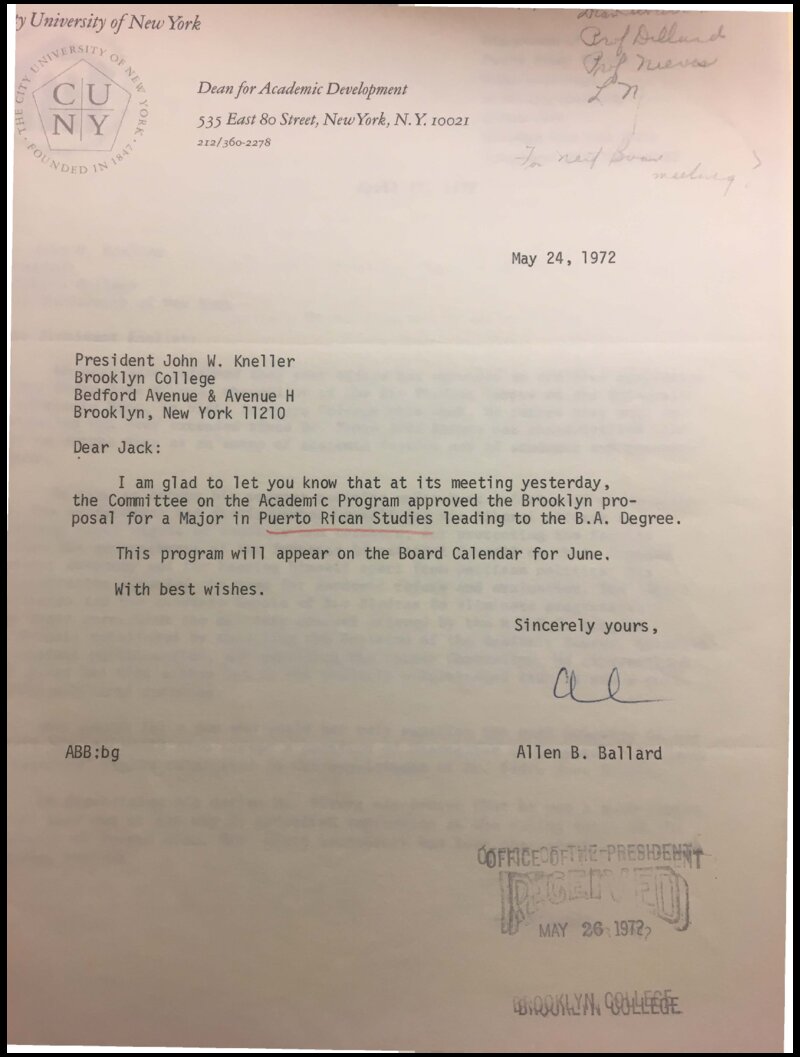 ty University of New York
THE CITY UNIVERSITY OF NEW YORK · FOUNDED IN 1847 ·
CU
NY
Dean for Academic Development
535 East 80 Street, New York, N.Y. 10021
212/360-2278
Prof Dillard
Prof Nieves
L N
meeting?
May 24, 1972
President John W. Kneller
Brooklyn College
Bedford Avenue & Avenue H
Brooklyn, New York 11210
Dear Jack:
I am glad to let you know that at its meeting yesterday,
the Committee on the Academic Program approved the Brooklyn pro-
posal for a Major in Puerto Rican Studies leading to the B.A. Degree.
This program will appear on the Board Calendar for June.
With best wishes.
Sincerely yours,
Al
ABB:bg
Allen B. Ballard
OFFICE OF THE PRESIDENT
RECEIVED
MAY 26 1972
BROOKLYN COLLEGE